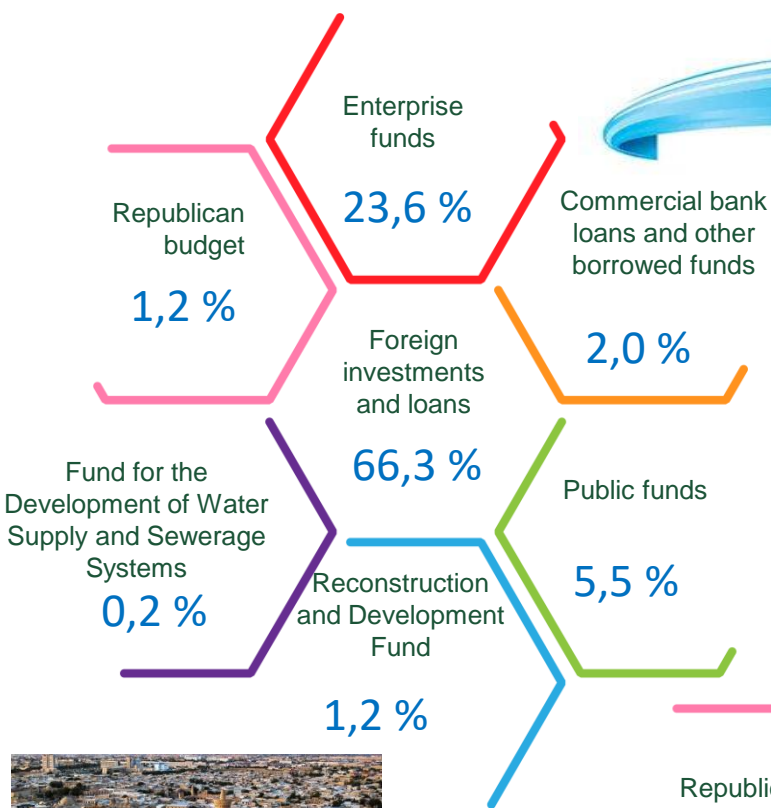 Enterprise
funds
23,6 %
Republican
budget
1,2 %
Commercial bank
loans and other
borrowed funds
2,0 %
Foreign
investments
and loans
66,3 %
Fund for the
Development of Water
Supply and Sewerage
Systems
0,2 %
Public funds
5,5 %
Reconstruction
and Development
Fund
1,2 %